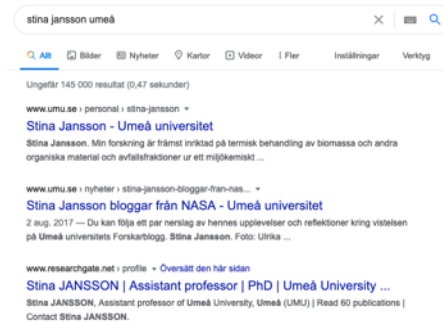 stina jansson umeå
Alt Bilder Nyheter Kartor Videor Fler Inställningar Verktyg
Ungefär 145 000 resultat (0,47 sekunder)
www.umu.se › personal › stina-jansson
Stina Jansson - Umeå universitet
Stina Jansson. Min forskning är främst inriktad på termisk behandling av biomassa och andra
organiska material och avfallsfraktioner ur ett miljökemiskt ...
www.umu.se › nyheter › stina-jansson-bloggar-fran-nas...
Stina Jansson bloggar från NASA - Umeå universitet
2 aug. 2017 — Du kan följa ett par nerslag av hennes upplevelser och reflektioner kring vistelsen
på Umeå universitets Forskarblogg. Stina Jansson. Foto: Ulrika ...
www.researchgate.net › profile Översätt den här sidan
Stina JANSSON | Assistant professor | PhD | Umeå University ...
Stina JANSSON, Assistant professor of Umeå University, Umeå (UMU) | Read 60 publications |
Contact Stina JANSSON.